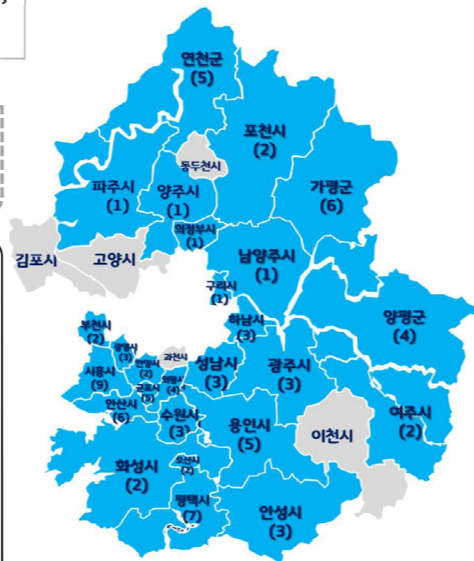 연천군
(5)
포천시
(2)
동두천시
가평군
(6)
파주시
(1)
양주시
(1)
의정부시
(1)
남양주시
(1)
김포시
고양시
구리시
(1)
양평군
(4)
하남시
(3)
부천시
(2)
광명시
(3)
과천시
안양시
(2)
성남시
(3)
광주시
(3)
시흥시
(9)
군포시
(5)
의왕시
(4)
여주시
(2)
안산시
(6)
수원시
(3)
용인시
(5)
이천시
화성시
(2)
오산시
(2)
평택시
(7)
안성시
(3)